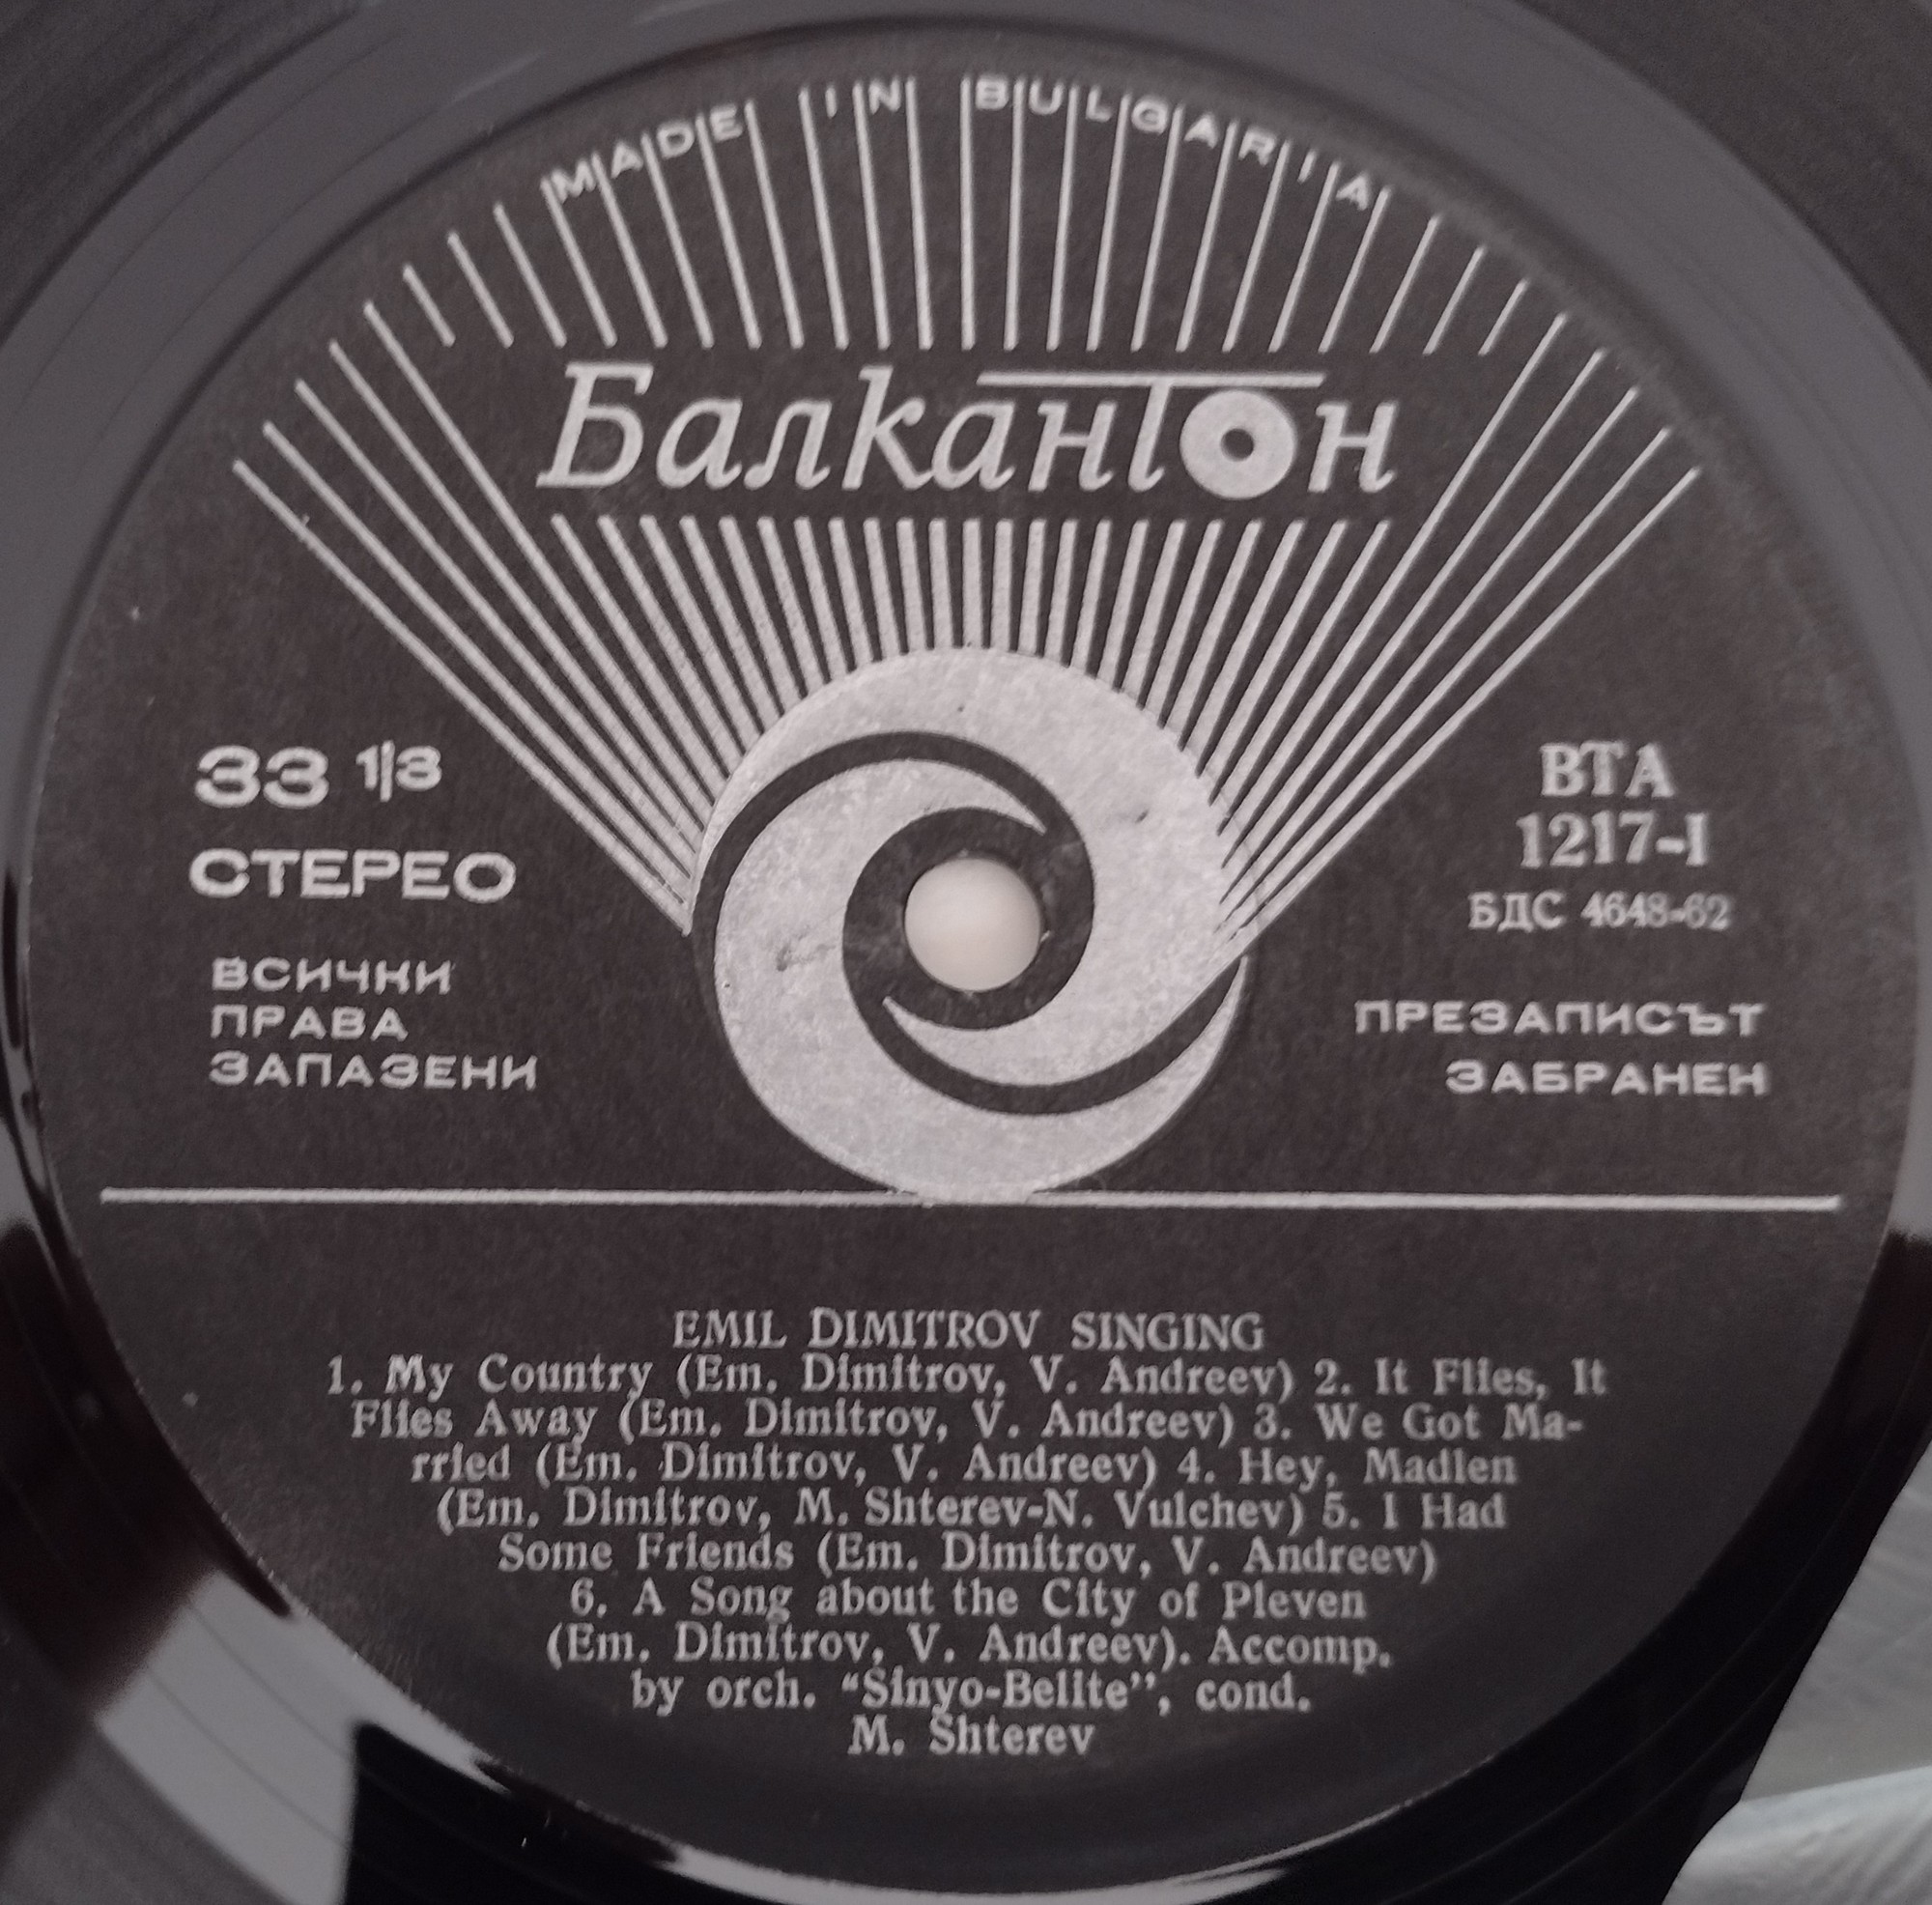 MADE IN BULGARIA
Балкантон
33 1/3
СТЕРЕО
ВСИЧКИ
ПРАВА
ЗАПАЗЕНИ
ВТА
1217-I
БДС 4648-62
ПРЕЗАПИСЪТ
ЗАБРАНЕН
EMIL DIMITROV SINGING
1. My Country (Em. Dimitrov, V. Andreev) 2. It Flies, It
Flies Away (Em. Dimitrov, V. Andreev) 3. We Got Ma-
rried (Em. Dimitrov, V. Andreev) 4. Hey, Madlen
(Em. Dimitrov, M. Shterev-N. Vulchev) 5. I Had
Some Friends (Em. Dimitrov, V. Andreev)
6. A Song about the City of Pleven
(Em. Dimitrov, V. Andreev). Accomp.
by orch. “Sinyo-Belite”, cond.
M. Shterev